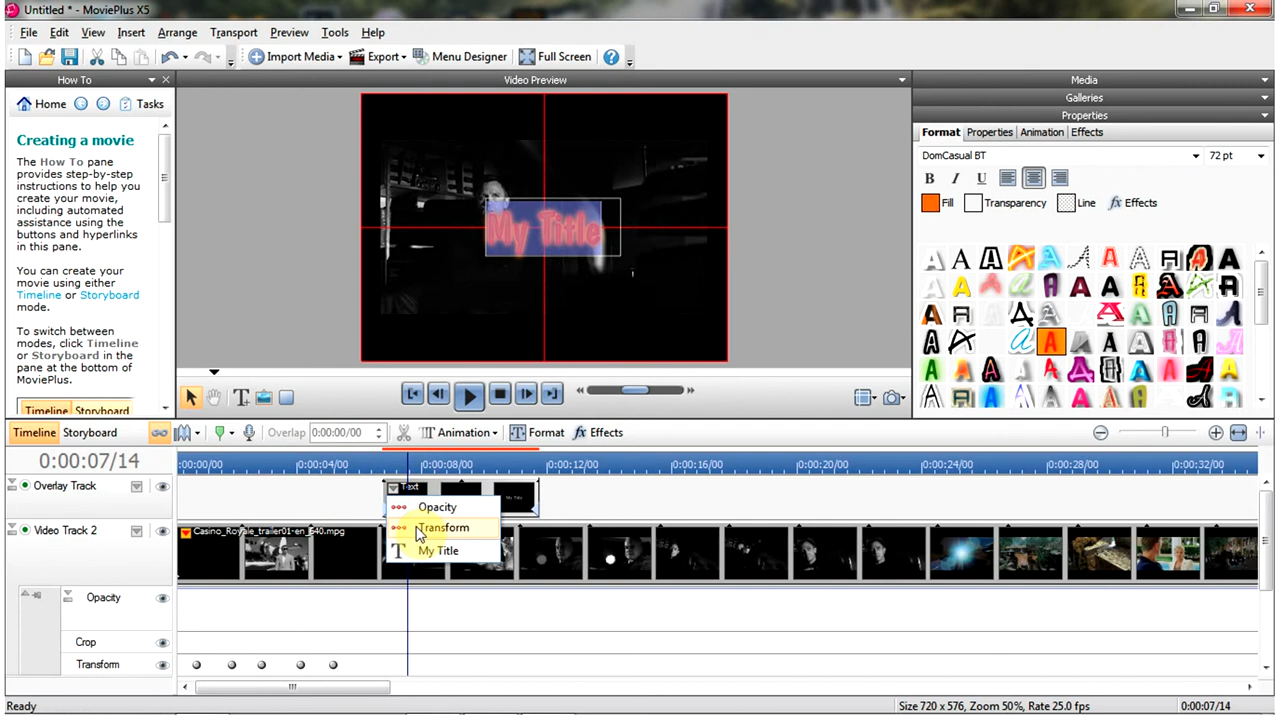 Untitled * - MoviePlus X5
File Edit View Insert Arrange Transport Preview Tools Help
Import Media Export Menu Designer Full Screen
How To
Video Preview
Media
Galleries
Properties
Home Tasks
Format Properties Animation Effects
Creating a movie
The How To pane
provides step-by-step
instructions to help you
create your movie,
including automated
assistance using the
buttons and hyperlinks
in this pane.
You can create your
movie using either
Timeline or Storyboard
mode.
To switch between
modes, click Timeline
or Storyboard in the
pane at the bottom of
MoviePlus.
Timeline Storyboard
My Title
DomCasual BT 72 pt
B I U
Fill Transparency Line fx Effects
Timeline Storyboard Overlap 0:00:00/00 Animation Format fx Effects
0:00:07/14
:00:00/00 0:00:04/00 0:00:08/00 0:00:12/00 0:00:16/00 0:00:20/00 0:00:24/00 0:00:28/00 0:00:32/00
Overlay Track
Text
My Title
Opacity
Transform
My Title
Video Track 2
Casino_Royale_trailer01-en_640.mpg
Opacity
Crop
Transform
Ready
Size 720 x 576, Zoom 50%, Rate 25.0 fps
0:00:07/14